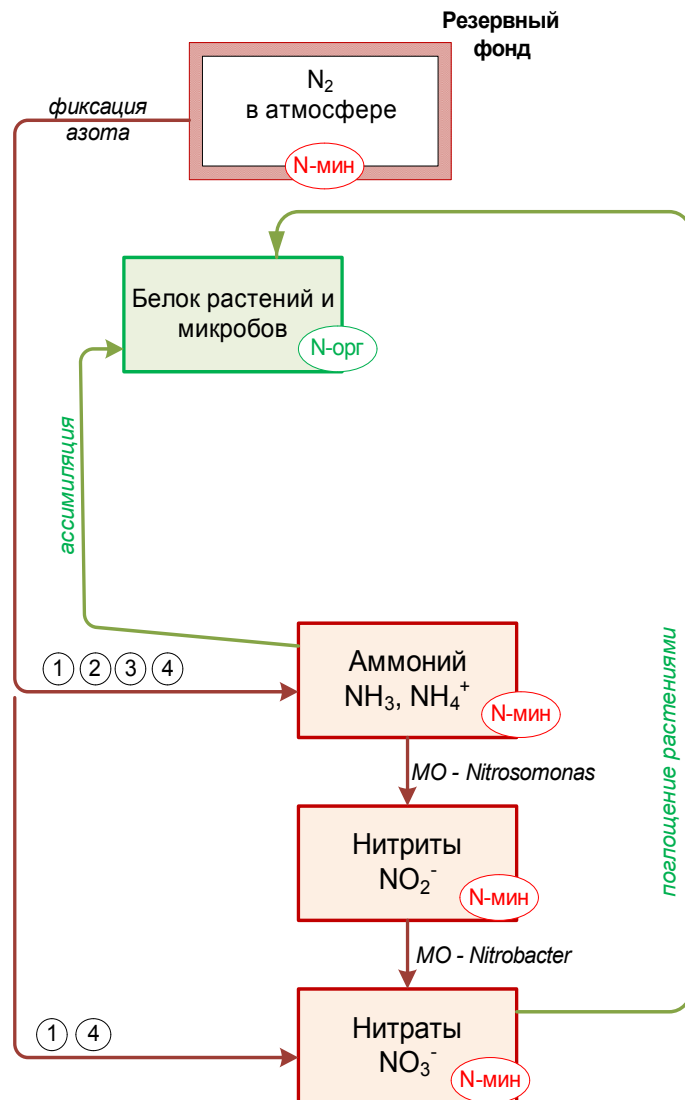 Резервный
фонд
N₂
в атмосфере
N-мин
фиксация
азота
Белок растений и
микробов
N-орг
ассимиляция
1 2 3 4
Аммоний
NH₃, NH₄⁺
N-мин
МО - Nitrosomonas
поглощение растениями
Нитриты
NO₂⁻
N-мин
МО - Nitrobacter
1 4
Нитраты
NO₃⁻
N-мин